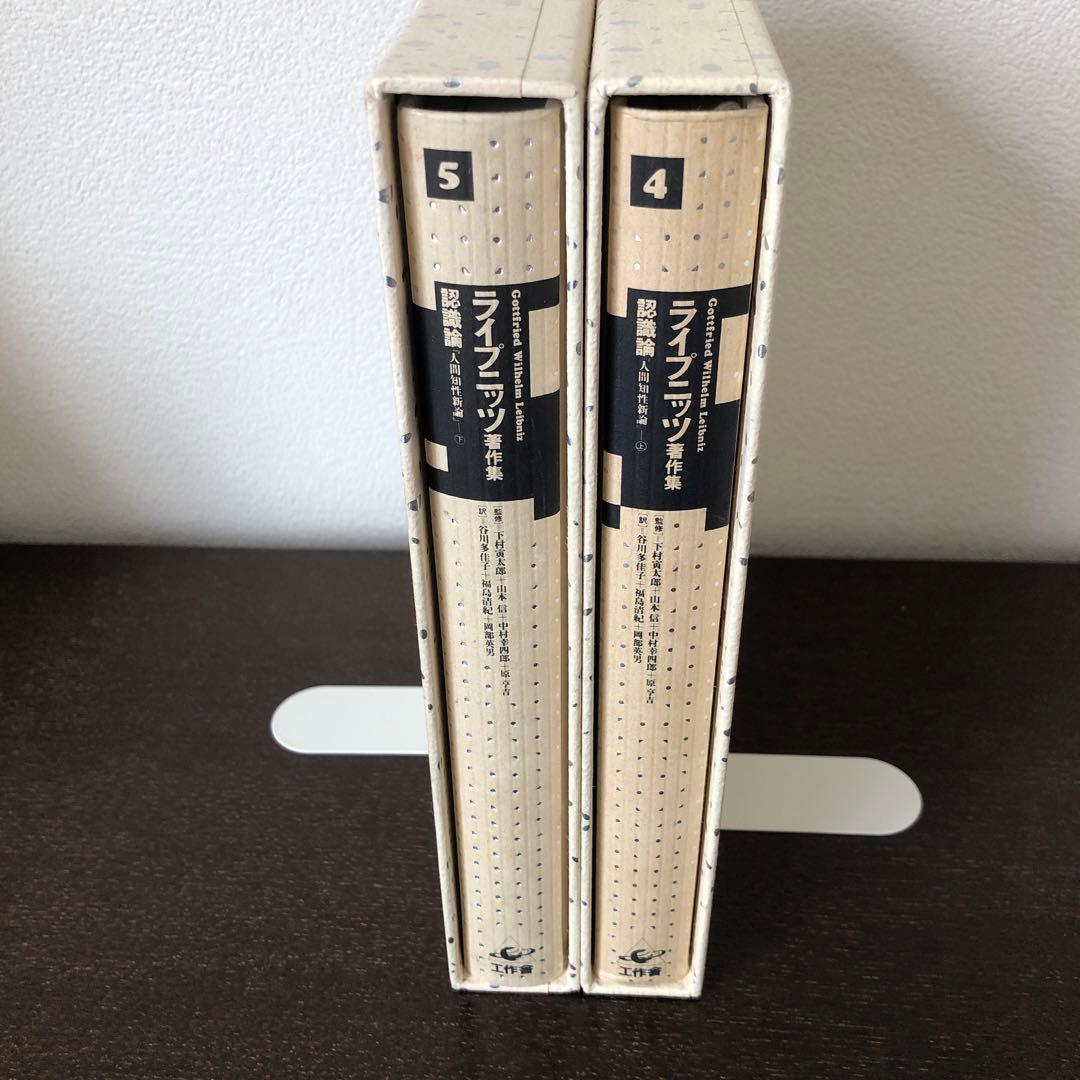 5
Gottfried Wilhelm Leibniz
ライプニッツ著作集
認識論『人間知性新論』—下
[監修]=下村寅太郎+山本信+中村幸四郎+原亨吉
[訳]=谷川多佳子+福島清紀+岡部英男
工作舎
4
Gottfried Wilhelm Leibniz
ライプニッツ著作集
認識論『人間知性新論』—上
[監修]=下村寅太郎+山本信+中村幸四郎+原亨吉
[訳]=谷川多佳子+福島清紀+岡部英男
工作舎